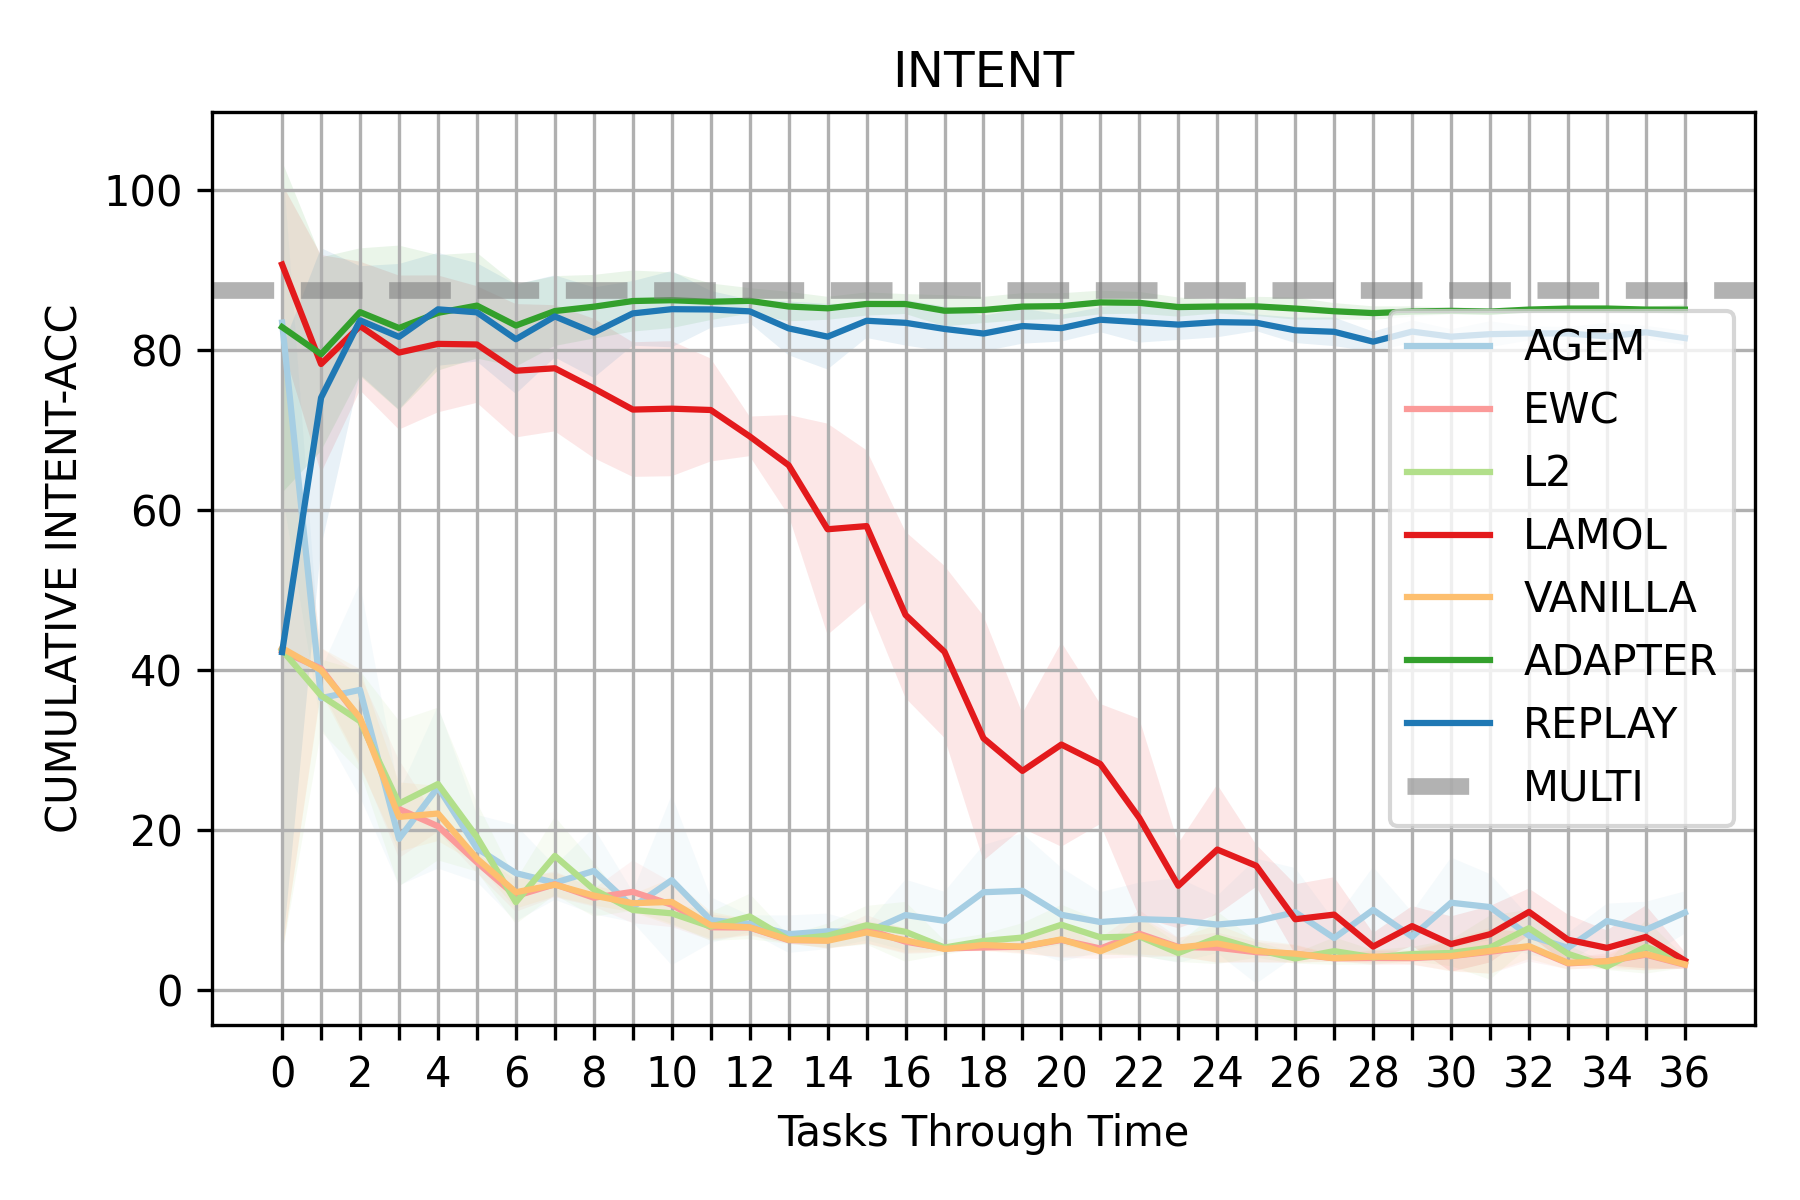 INTENT
CUMULATIVE INTENT-ACC
100
80
60
40
20
0
AGEM
EWC
L2
LAMOL
VANILLA
ADAPTER
REPLAY
MULTI
0 2 4 6 8 10 12 14 16 18 20 22 24 26 28 30 32 34 36
Tasks Through Time